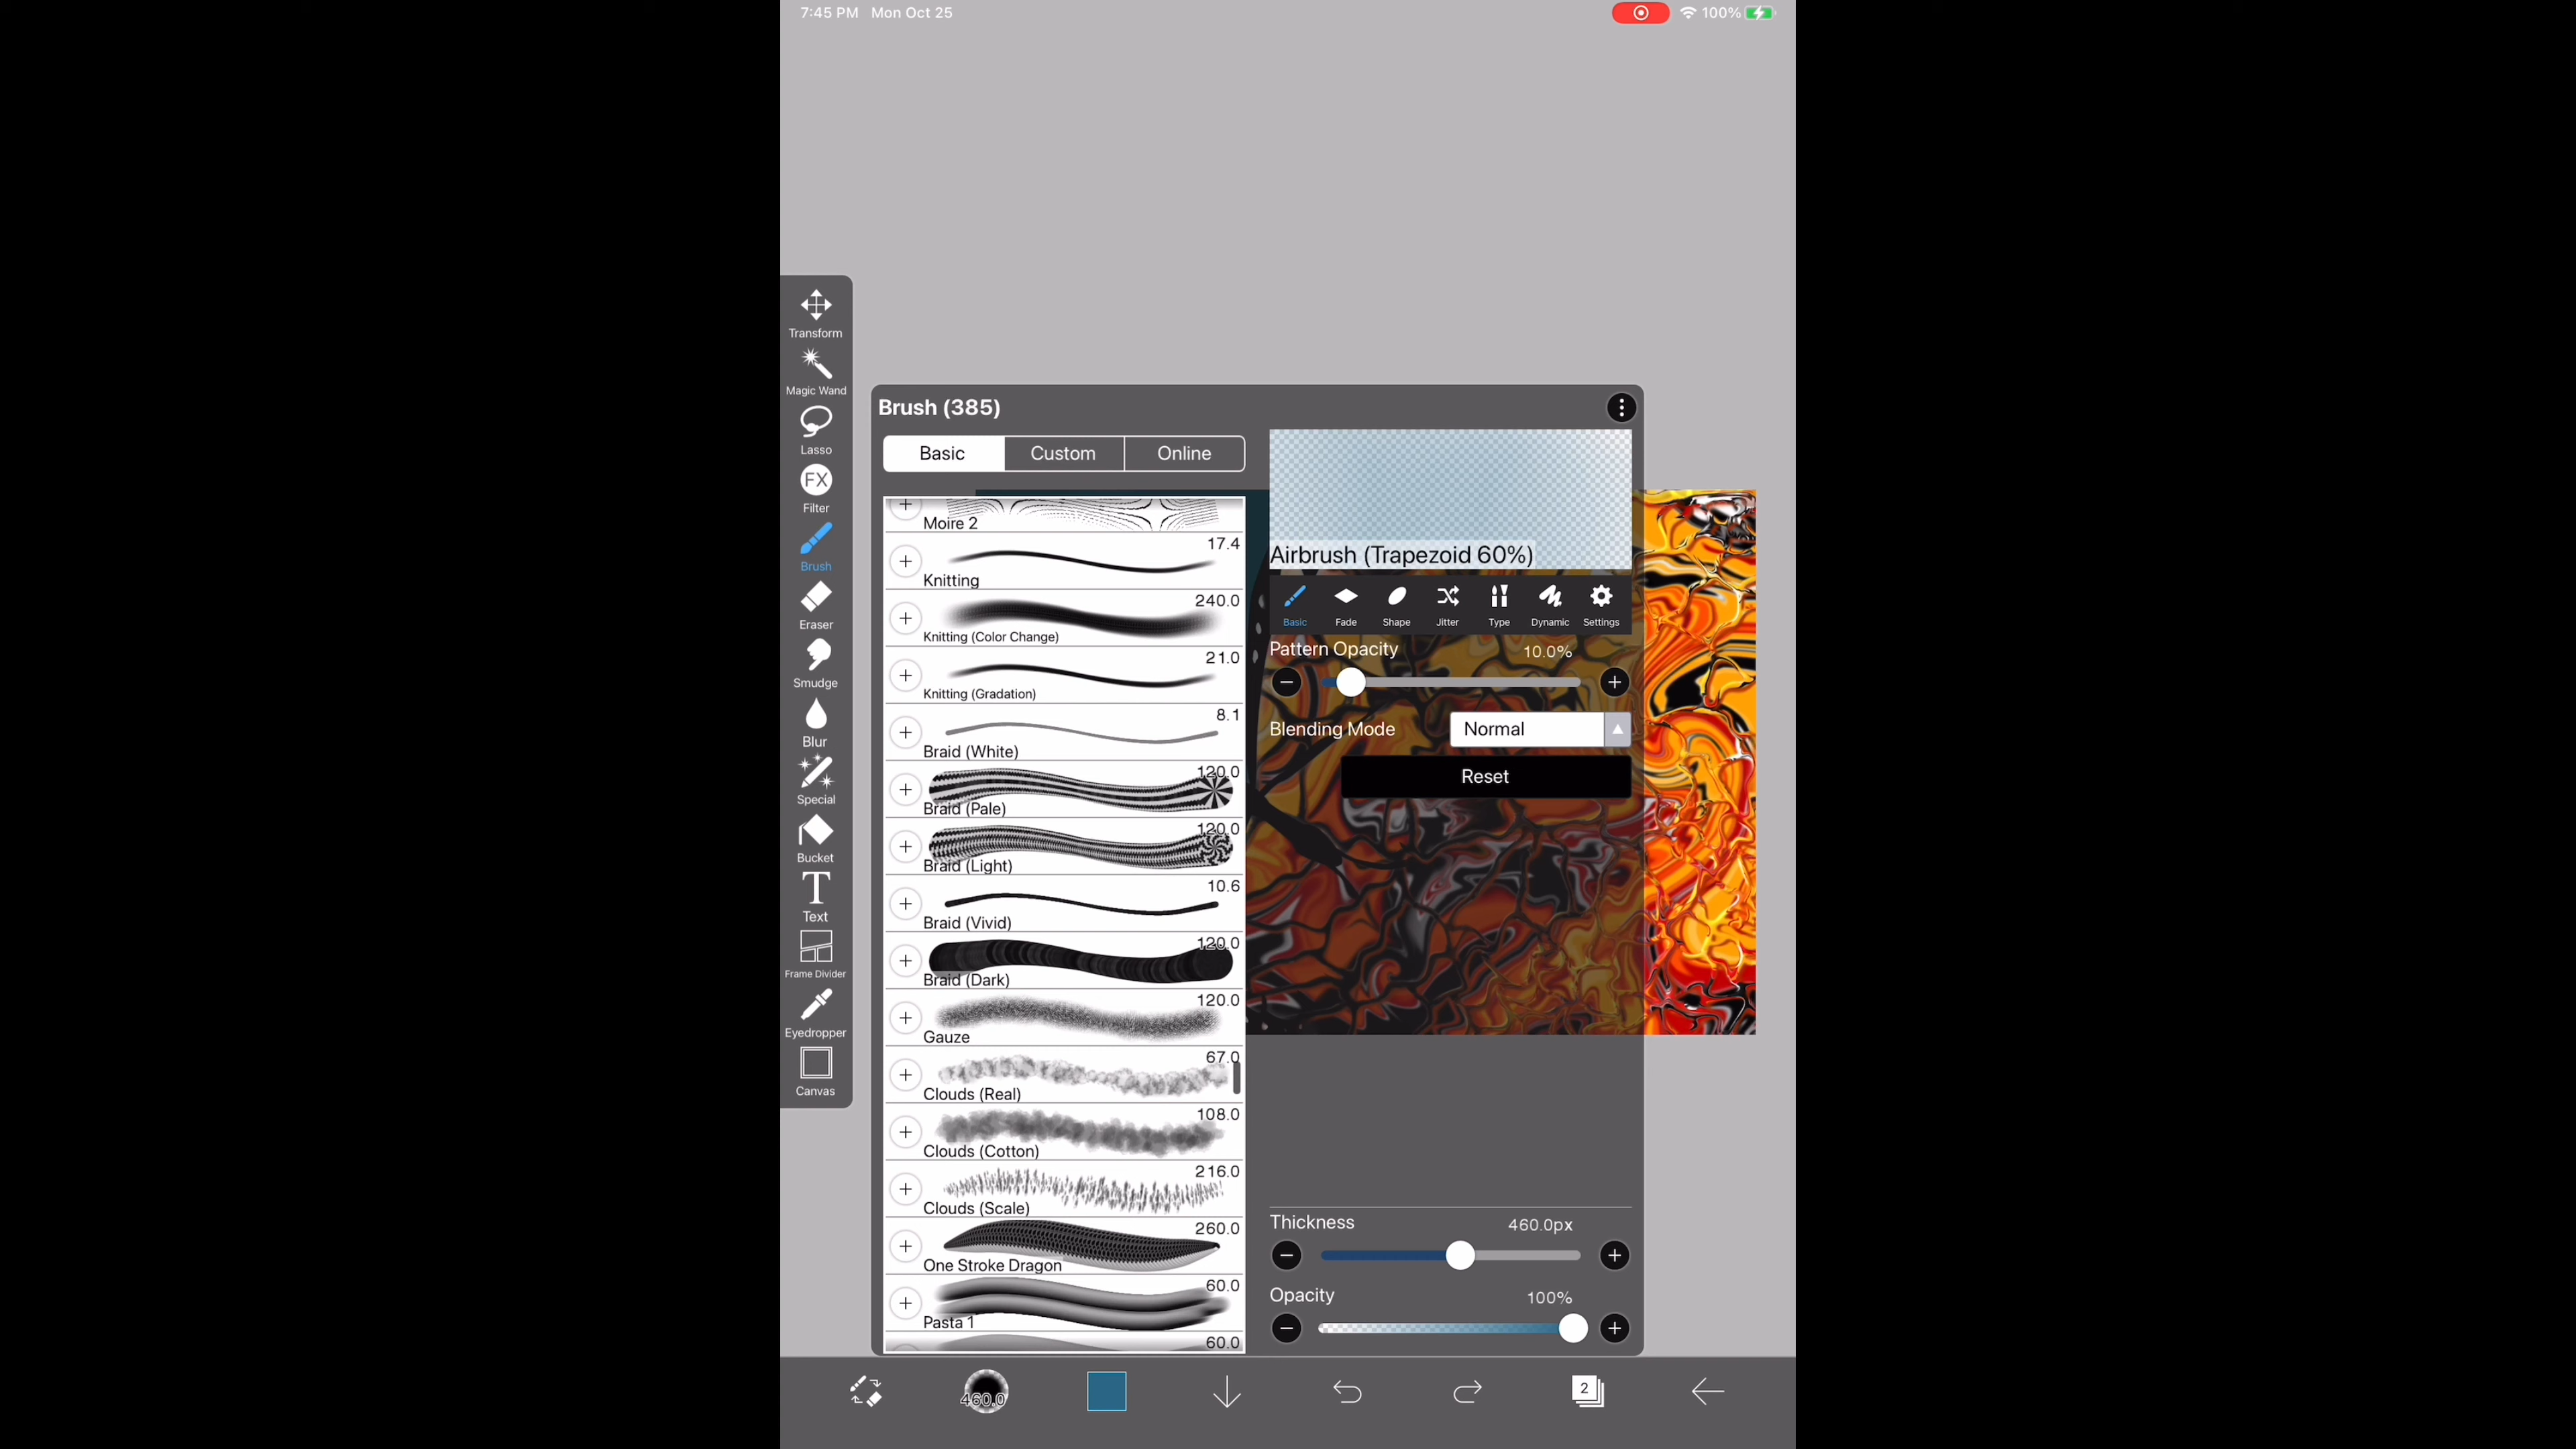 7:45 PM Mon Oct 25
100%
Transform
Magic Wand
Lasso
FX
Filter
Brush
Eraser
Smudge
Blur
Special
Bucket
T
Text
Frame Divider
Eyedropper
Canvas
Brush (385)
Basic
Custom
Online
Moire 2
17.4
Knitting
240.0
Knitting (Color Change)
21.0
Knitting (Gradation)
8.1
Braid (White)
120.0
Braid (Pale)
120.0
Braid (Light)
10.6
Braid (Vivid)
120.0
Braid (Dark)
120.0
Gauze
67.0
Clouds (Real)
108.0
Clouds (Cotton)
216.0
Clouds (Scale)
260.0
One Stroke Dragon
60.0
Pasta 1
60.0
Airbrush (Trapezoid 60%)
Basic
Fade
Shape
Jitter
Type
Dynamic
Settings
Pattern Opacity 10.0%
Blending Mode Normal
Reset
Thickness 460.0px
Opacity 100%
460.0
2